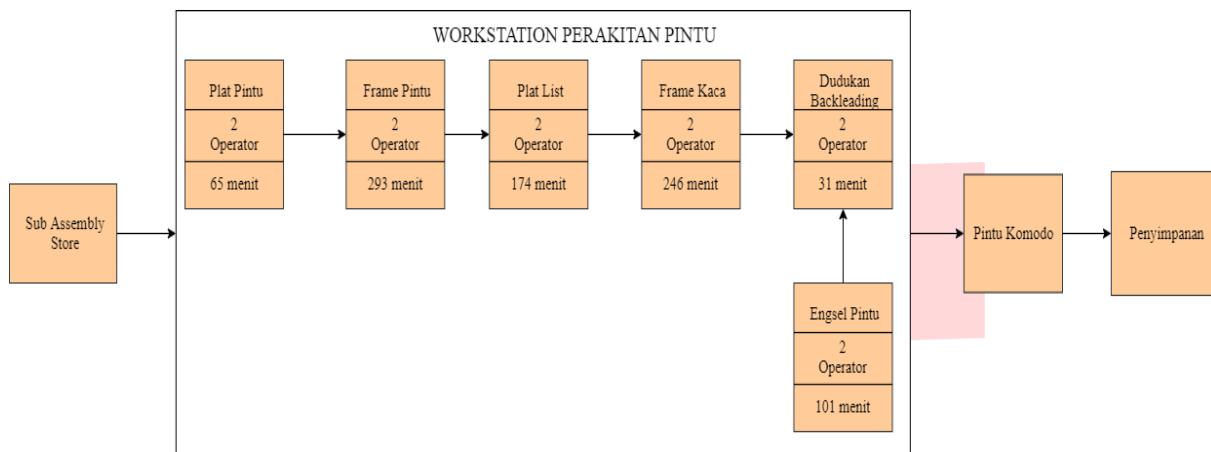 WORKSTATION PERAKITAN PINTU
Sub Assembly
Store
Plat Pintu
2
Operator
65 menit
Frame Pintu
2
Operator
293 menit
Plat List
2
Operator
174 menit
Frame Kaca
2
Operator
246 menit
Dudukan
Backleading
2
Operator
31 menit
Engsel Pintu
2
Operator
101 menit
Pintu Komodo
Penyimpanan